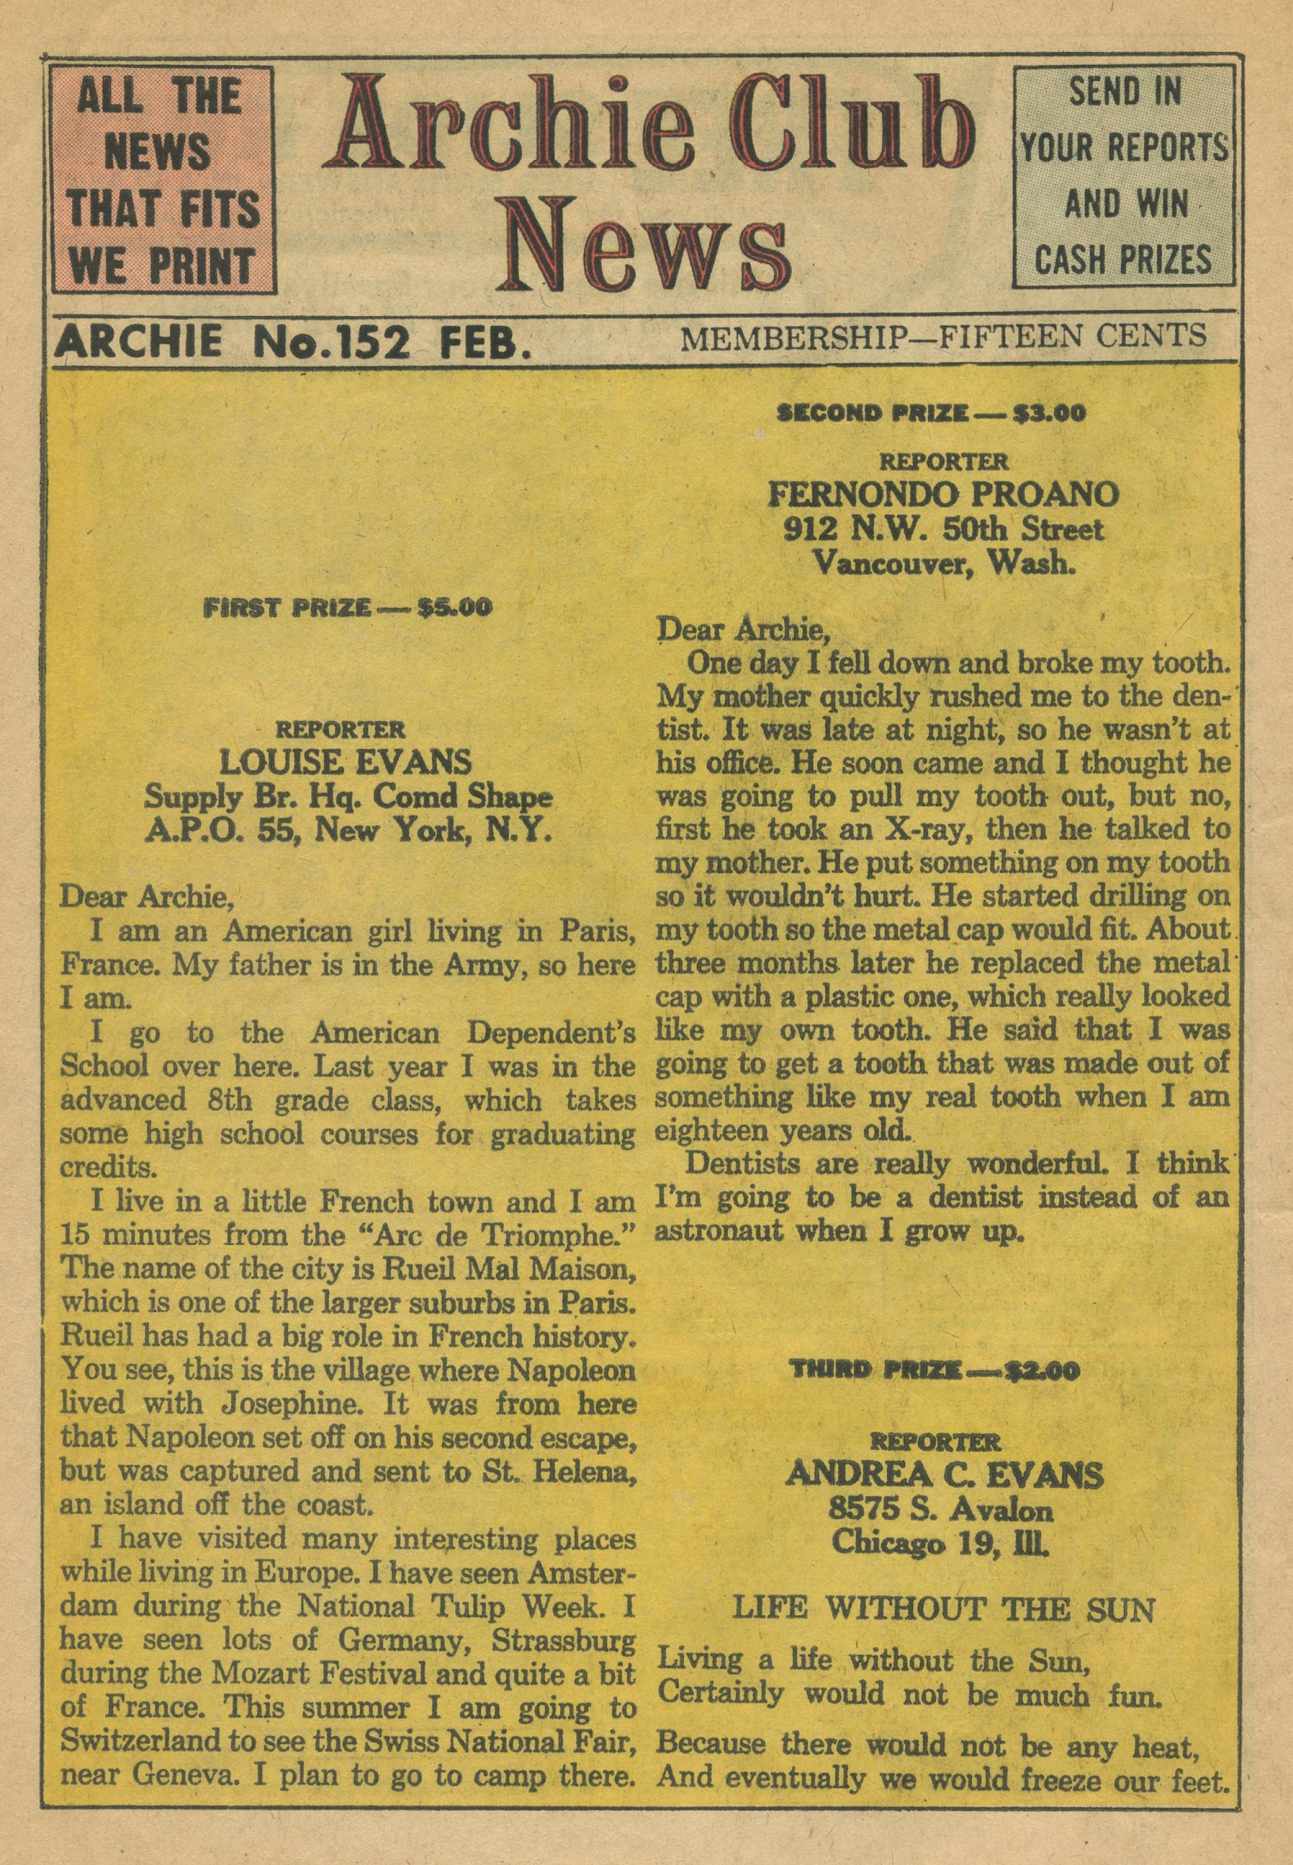 ALL THE
NEWS
THAT FITS
WE PRINT
Archie Club
News
SEND IN
YOUR REPORTS
AND WIN
CASH PRIZES
ARCHIE No.152 FEB.
MEMBERSHIP—FIFTEEN CENTS
FIRST PRIZE — $5.00
REPORTER
LOUISE EVANS
Supply Br. Hq. Comd Shape
A.P.O. 55, New York, N.Y.
Dear Archie,
I am an American girl living in Paris,
France. My father is in the Army, so here
I am.
I go to the American Dependent's
School over here. Last year I was in the
advanced 8th grade class, which takes
some high school courses for graduating
credits.
I live in a little French town and I am
15 minutes from the "Arc de Triomphe."
The name of the city is Rueil Mal Maison,
which is one of the larger suburbs in Paris.
Rueil has had a big role in French history.
You see, this is the village where Napoleon
lived with Josephine. It was from here
that Napoleon set off on his second escape,
but was captured and sent to St. Helena,
an island off the coast.
I have visited many interesting places
while living in Europe. I have seen Amster-
dam during the National Tulip Week. I
have seen lots of Germany, Strassburg
during the Mozart Festival and quite a bit
of France. This summer I am going to
Switzerland to see the Swiss National Fair,
near Geneva. I plan to go to camp there.
SECOND PRIZE — $3.00
REPORTER
FERNONDO PROANO
912 N.W. 50th Street
Vancouver, Wash.
Dear Archie,
One day I fell down and broke my tooth.
My mother quickly rushed me to the den-
tist. It was late at night, so he wasn't at
his office. He soon came and I thought he
was going to pull my tooth out, but no,
first he took an X-ray, then he talked to
my mother. He put something on my tooth
so it wouldn't hurt. He started drilling on
my tooth so the metal cap would fit. About
three months later he replaced the metal
cap with a plastic one, which really looked
like my own tooth. He said that I was
going to get a tooth that was made out of
something like my real tooth when I am
eighteen years old.
Dentists are really wonderful. I think
I'm going to be a dentist instead of an
astronaut when I grow up.
THIRD PRIZE — $2.00
REPORTER
ANDREA C. EVANS
8575 S. Avalon
Chicago 19, Ill.
LIFE WITHOUT THE SUN
Living a life without the Sun,
Certainly would not be much fun.
Because there would not be any heat,
And eventually we would freeze our feet.